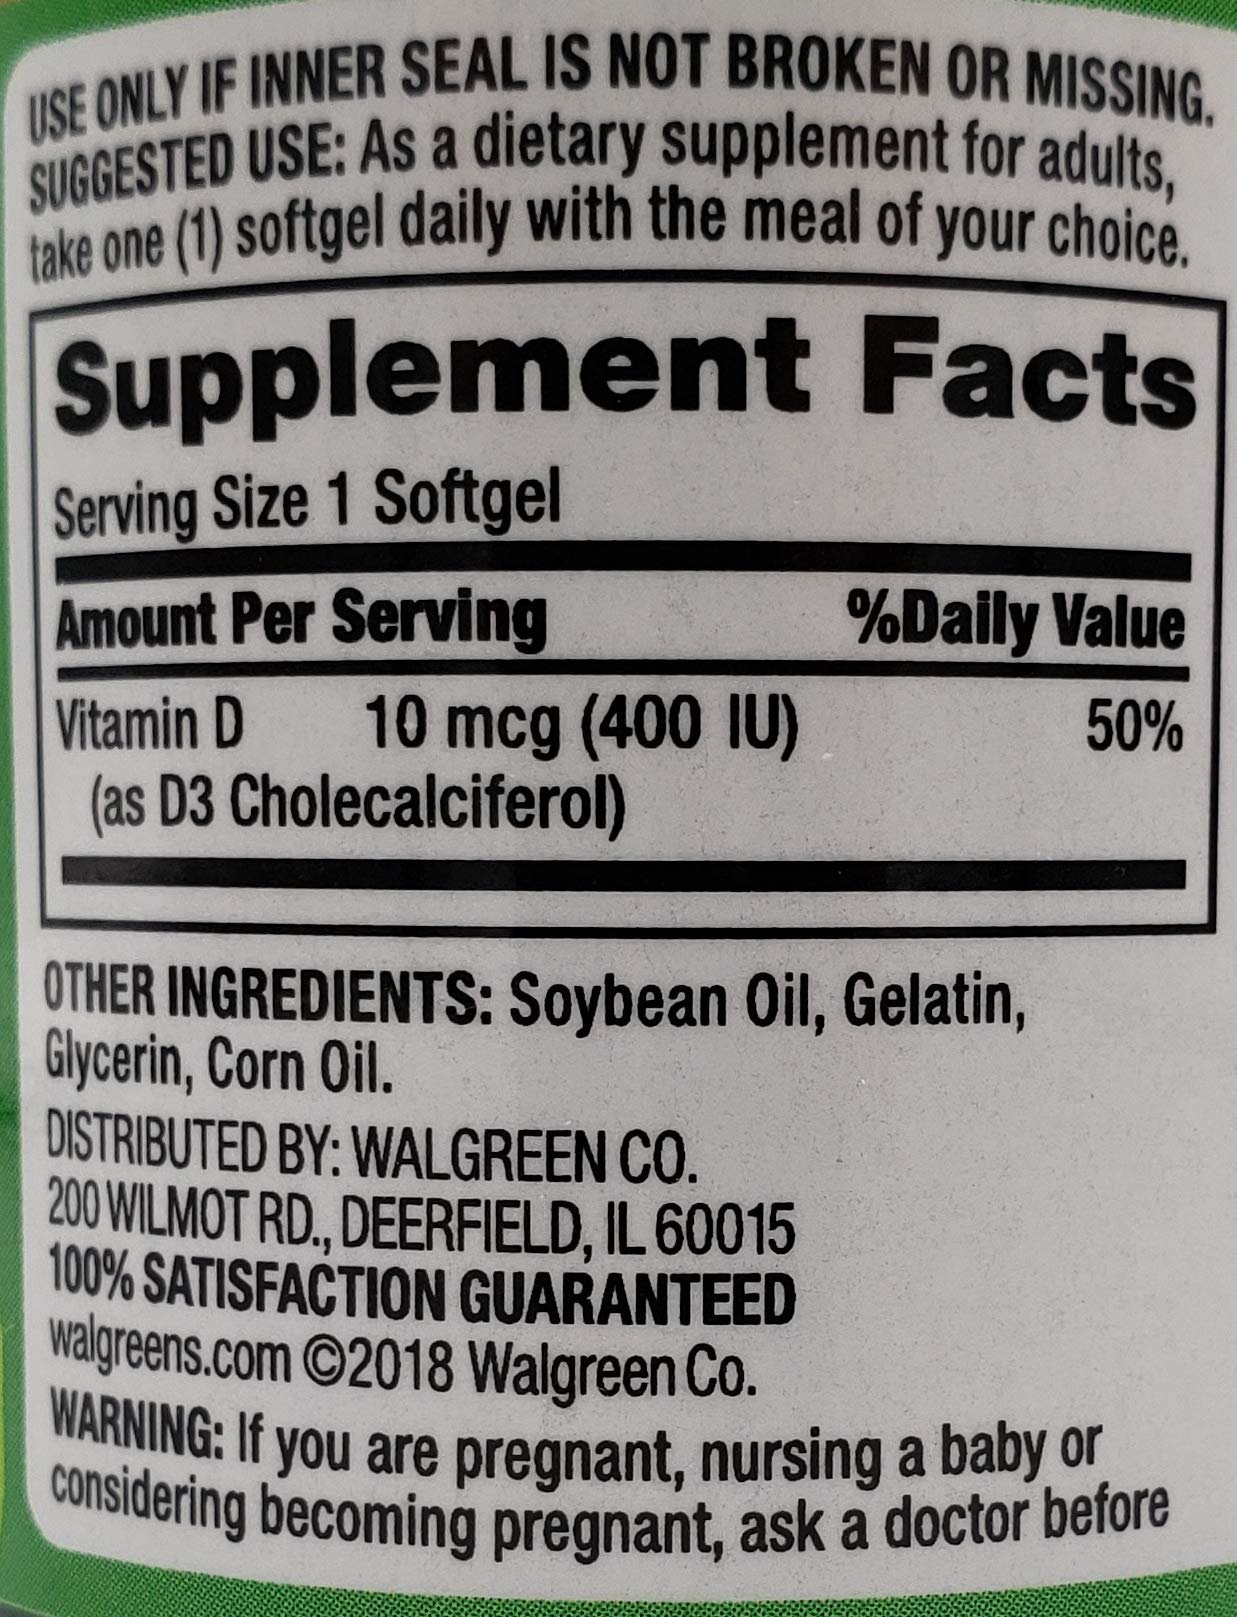 USE ONLY IF INNER SEAL IS NOT BROKEN OR MISSING.
SUGGESTED USE: As a dietary supplement for adults,
take one (1) softgel daily with the meal of your choice.
Supplement Facts
Serving Size 1 Softgel
Amount Per Serving %Daily Value
Vitamin D 10 mcg (400 IU) 50%
(as D3 Cholecalciferol)
OTHER INGREDIENTS: Soybean Oil, Gelatin,
Glycerin, Corn Oil.
DISTRIBUTED BY: WALGREEN CO.
200 WILMOT RD., DEERFIELD, IL 60015
100% SATISFACTION GUARANTEED
walgreens.com ©2018 Walgreen Co.
WARNING: If you are pregnant, nursing a baby or
considering becoming pregnant, ask a doctor before